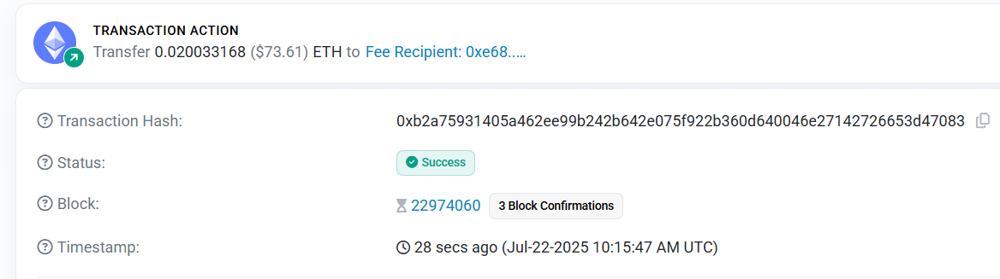 TRANSACTION ACTION
Transfer 0.020033168 ($73.61) ETH to Fee Recipient: 0xe68..…
Transaction Hash: 0xb2a75931405a462ee99b242b642e075f922b360d640046e27142726653d47083
Status: Success
Block: 22974060 3 Block Confirmations
Timestamp: 28 secs ago (Jul-22-2025 10:15:47 AM UTC)